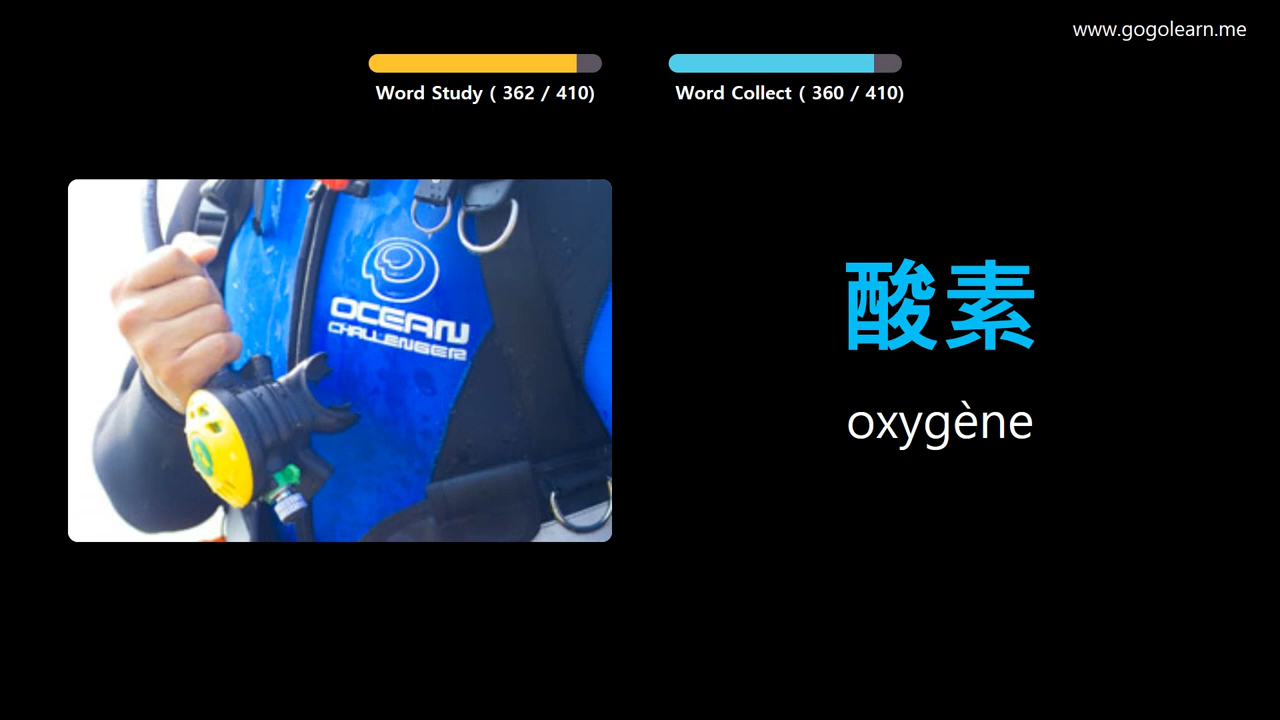 www.gogolearn.me
Word Study ( 362 / 410)
Word Collect ( 360 / 410)
OCEAN
CHALLENGER
酸素
oxygène